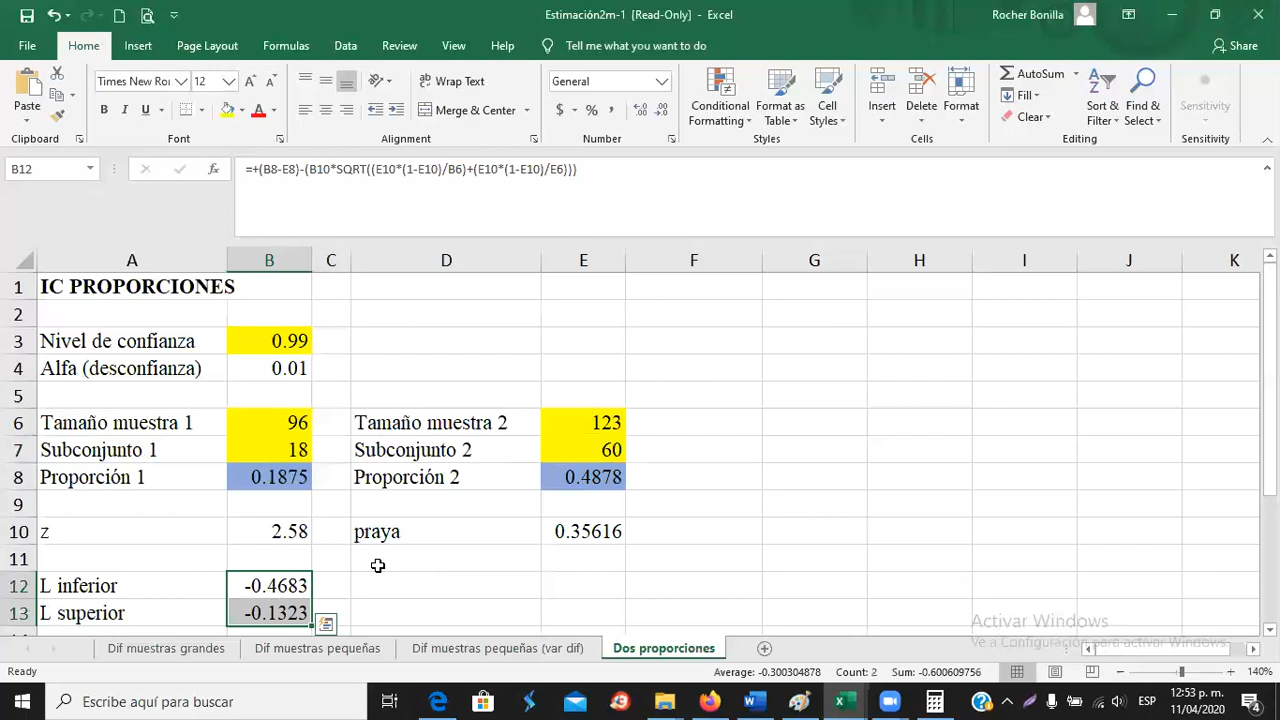 Estimación2m-1 [Read-Only] - Excel
Rocher Bonilla
File Home Insert Page Layout Formulas Data Review View Help Tell me what you want to do Share
Paste
Times New Roi 12
Wrap Text
General
Conditional Formatting
Format as Table
Cell Styles
Insert
Delete
Format
AutoSum
Fill
Clear
Sort & Filter
Find & Select
Sensitivity
B I U
Merge & Center
$ % ,
Clipboard Font Alignment Number Styles Cells Editing Sensitivity
B12 fx =+(B8-E8)-(B10*SQRT((E10*(1-E10)/B6)+(E10*(1-E10)/E6)))
A B C D E F G H I J K
1 IC PROPORCIONES
2
3 Nivel de confianza 0.99
4 Alfa (desconfianza) 0.01
5
6 Tamaño muestra 1 96 Tamaño muestra 2 123
7 Subconjunto 1 18 Subconjunto 2 60
8 Proporción 1 0.1875 Proporción 2 0.4878
9
10 z 2.58 praya 0.35616
11
12 L inferior -0.4683
13 L superior -0.1323
Activar Windows
Ve a Configuración para activar Windows.
Dif muestras grandes Dif muestras pequeñas Dif muestras pequeñas (var dif) Dos proporciones
Ready Average: -0.300304878 Count: 2 Sum: -0.600609756 140%
Escribe aquí para buscar
ESP
12:53 p. m.
11/04/2020
4